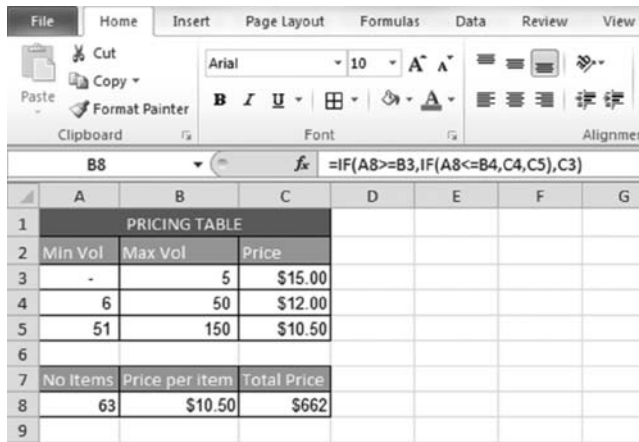 File Home Insert Page Layout Formulas Data Review View
Cut
Copy
Format Painter
Paste
Arial 10 A A
B I U A
Clipboard Font Alignme
B8 fx =IF(A8>=B3,IF(A8<=B4,C4,C5),C3)
A B C D E F G
1 PRICING TABLE
2 Min Vol Max Vol Price
3 - 5 $15.00
4 6 50 $12.00
5 51 150 $10.50
6
7 No Items Price per item Total Price
8 63 $10.50 $662
9